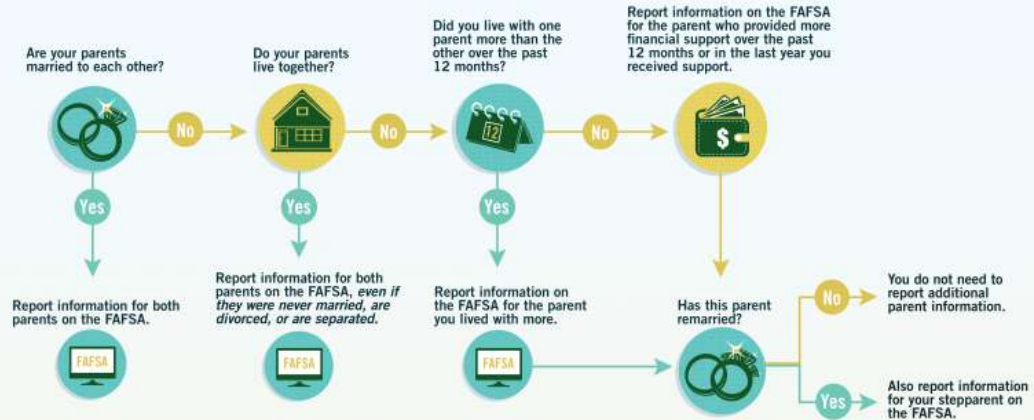 Are your parents
married to each other?
No
Do your parents
live together?
No
Did you live with one
parent more than the
other over the past
12 months?
12
No
Report information on the FAFSA
for the parent who provided more
financial support over the past
12 months or in the last year you
received support.
$
Yes
Yes
Yes
Report information for both
parents on the FAFSA.
FAFSA
Report information for both
parents on the FAFSA, even if
they were never married, are
divorced, or are separated.
FAFSA
Report information on
the FAFSA for the parent
you lived with more.
FAFSA
Has this parent
remarried?
No
You do not need to
report additional
parent information.
Yes
Also report information
for your stepparent on
the FAFSA.